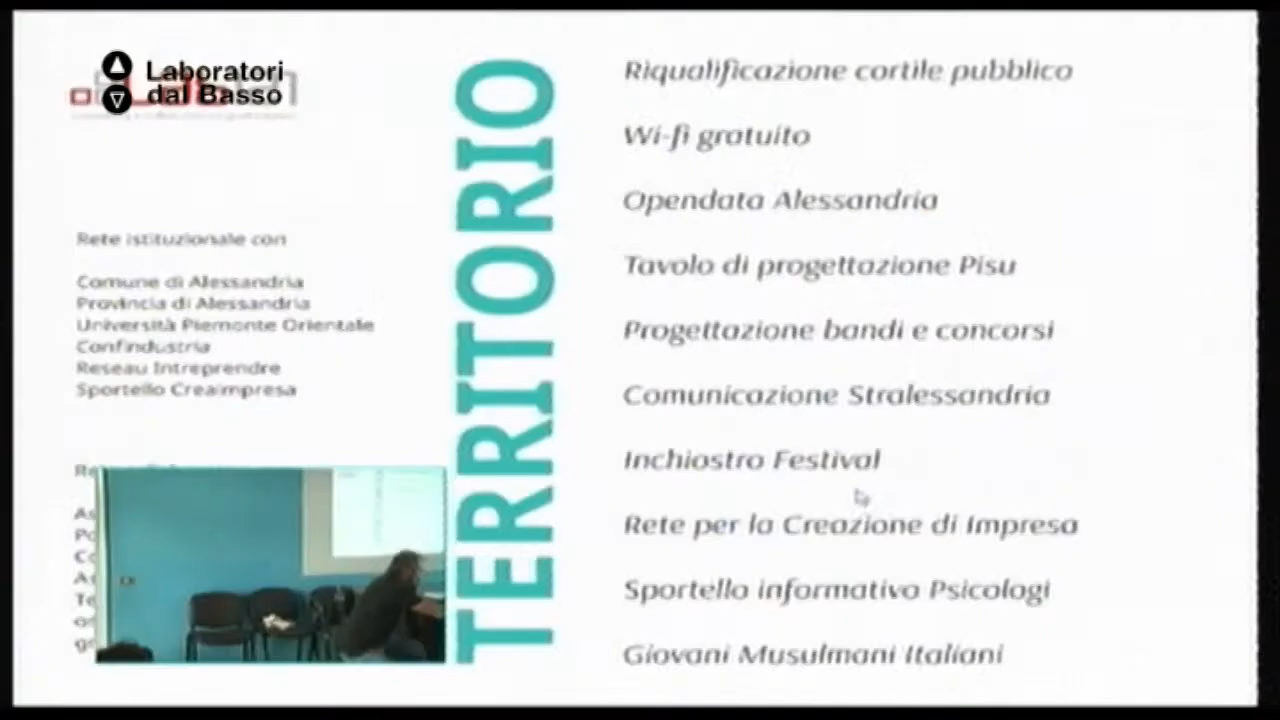 Laboratori
dal Basso
Rete istituzionale con
Comune di Alessandria
Provincia di Alessandria
Università Piemonte Orientale
Confindustria
Reseau Intreprendre
Sportello Creaimpresa
TERRITORIO
Riqualificazione cortile pubblico
Wi-fi gratuito
Opendata Alessandria
Tavolo di progettazione Pisu
Progettazione bandi e concorsi
Comunicazione Stralessandria
Inchiostro Festival
Rete per la Creazione di Impresa
Sportello informativo Psicologi
Giovani Musulmani Italiani